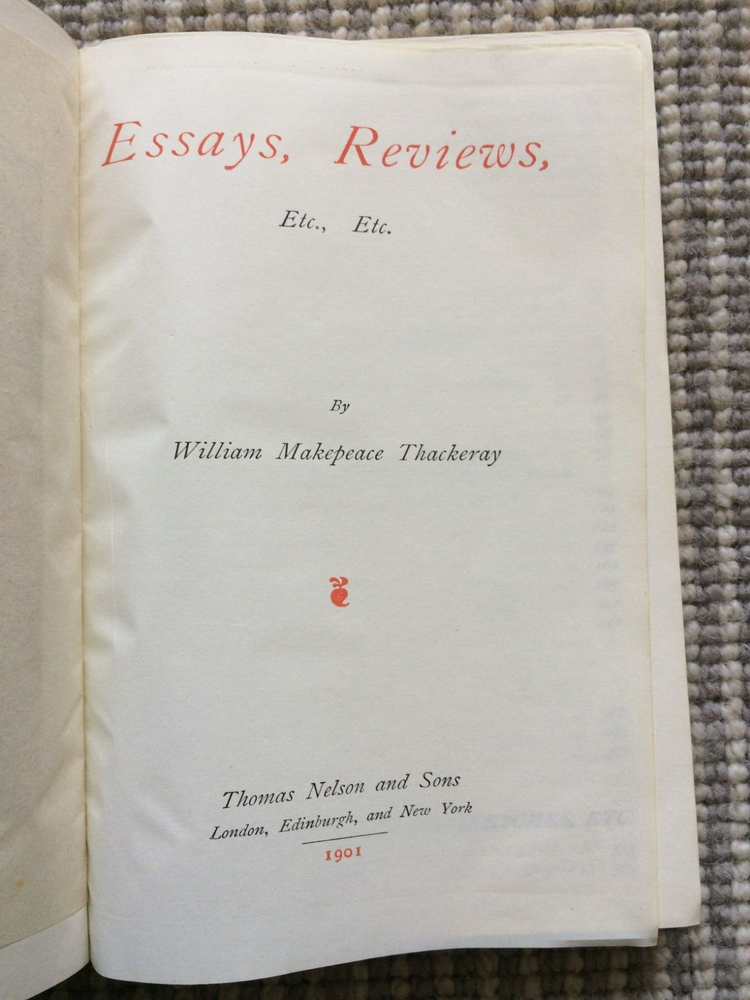 Essays, Reviews,
Etc., Etc.
By
William Makepeace Thackeray
Thomas Nelson and Sons
London, Edinburgh, and New York
1901